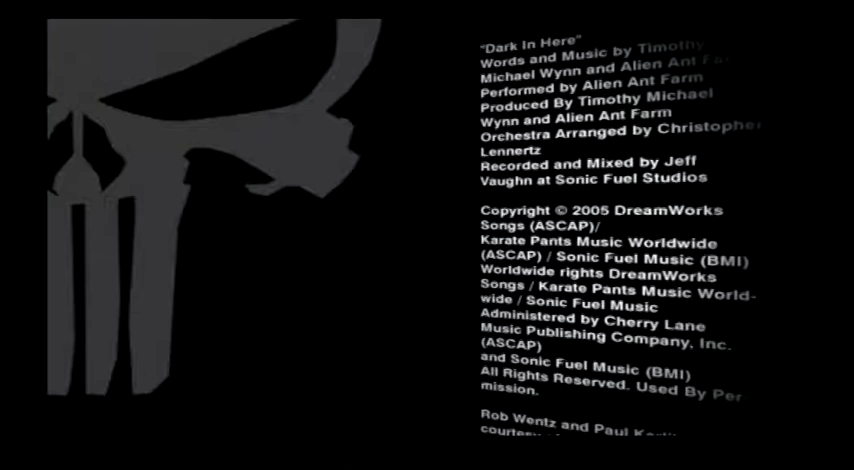 "Dark In Here"
Words and Music by Timothy
Michael Wynn and Alien Ant
Performed by Alien Ant Farm
Produced By Timothy Michael
Wynn and Alien Ant Farm
Orchestra Arranged by Christopher
Lennertz
Recorded and Mixed by Jeff
Vaughn at Sonic Fuel Studios
Copyright © 2005 DreamWorks
Songs (ASCAP)/
Karate Pants Music Worldwide
(ASCAP) / Sonic Fuel Music (BMI)
Worldwide rights DreamWorks
Songs / Karate Pants Music World-
wide / Sonic Fuel Music
Administered by Cherry Lane
Music Publishing Company, Inc.
(ASCAP)
and Sonic Fuel Music (BMI)
All Rights Reserved. Used By Per-
mission.
Rob Wentz and Paul